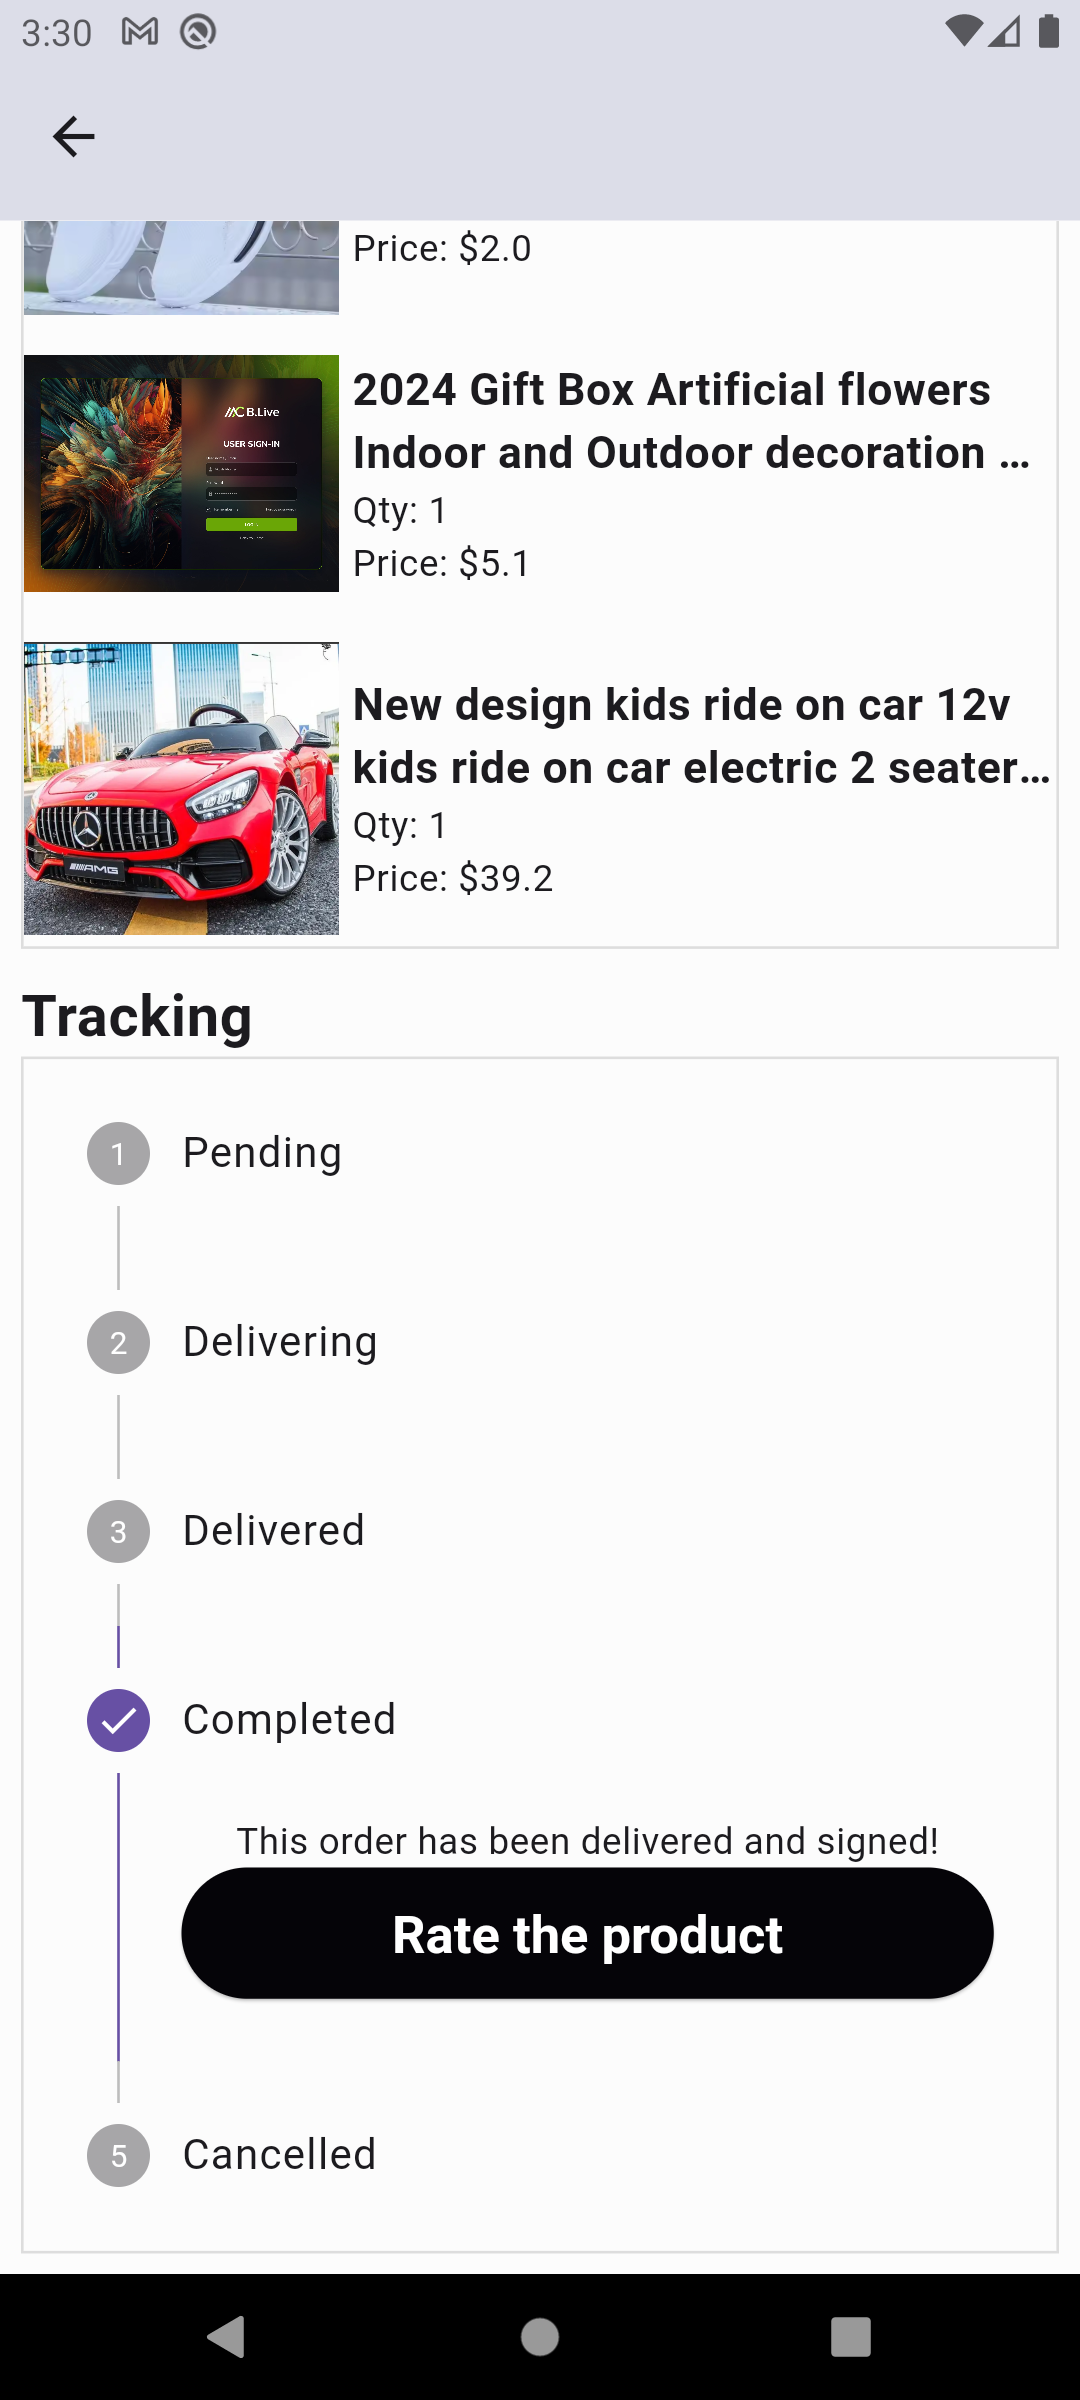 3:30
Price: $2.0
2024 Gift Box Artificial flowers
Indoor and Outdoor decoration ...
Qty: 1
Price: $5.1
B.Live
USER SIGN-IN
New design kids ride on car 12v
kids ride on car electric 2 seater...
Qty: 1
Price: $39.2
AMG
Tracking
1 Pending
2 Delivering
3 Delivered
Completed
This order has been delivered and signed!
Rate the product
5 Cancelled